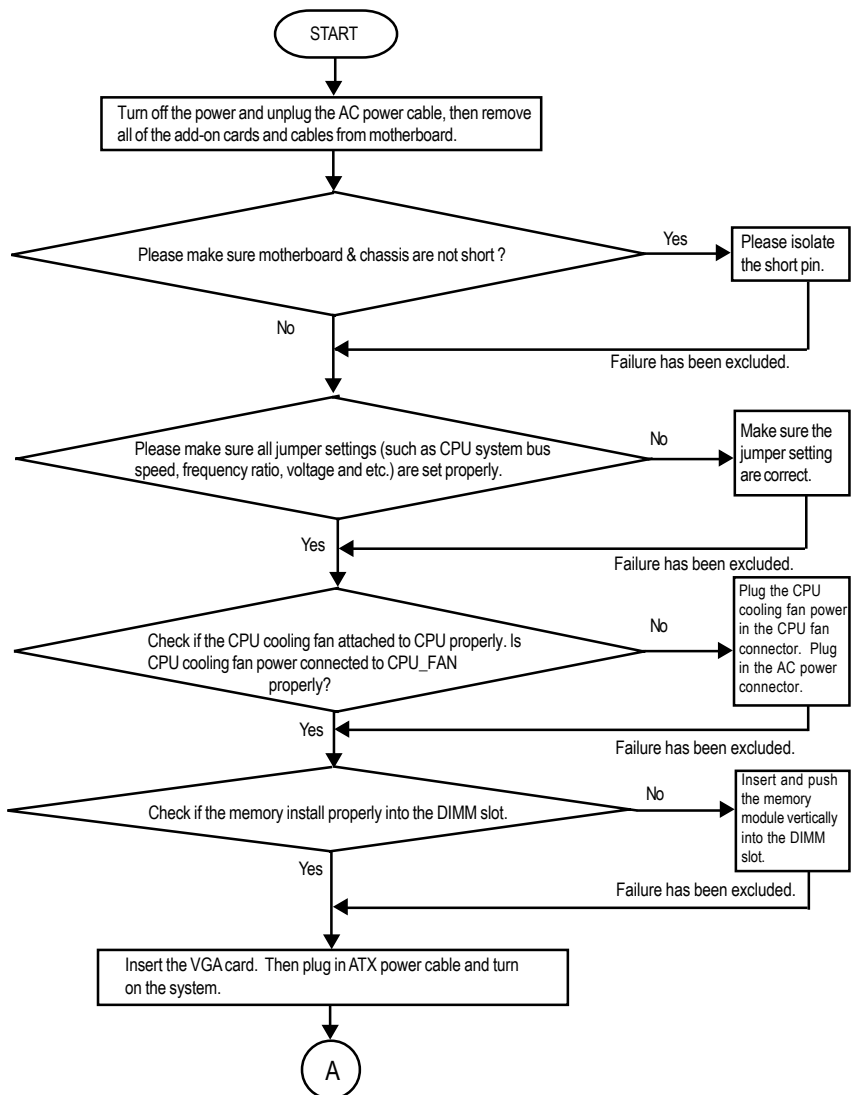 START
Turn off the power and unplug the AC power cable, then remove
all of the add-on cards and cables from motherboard.
Please make sure motherboard & chassis are not short ?
Yes
Please isolate
the short pin.
No
Failure has been excluded.
Please make sure all jumper settings (such as CPU system bus
speed, frequency ratio, voltage and etc.) are set properly.
No
Make sure the
jumper setting
are correct.
Yes
Failure has been excluded.
Check if the CPU cooling fan attached to CPU properly. Is
CPU cooling fan power connected to CPU_FAN
properly?
No
Plug the CPU
cooling fan power
in the CPU fan
connector. Plug
in the AC power
connector.
Yes
Failure has been excluded.
Check if the memory install properly into the DIMM slot.
No
Insert and push
the memory
module vertically
into the DIMM
slot.
Yes
Failure has been excluded.
Insert the VGA card. Then plug in ATX power cable and turn
on the system.
A